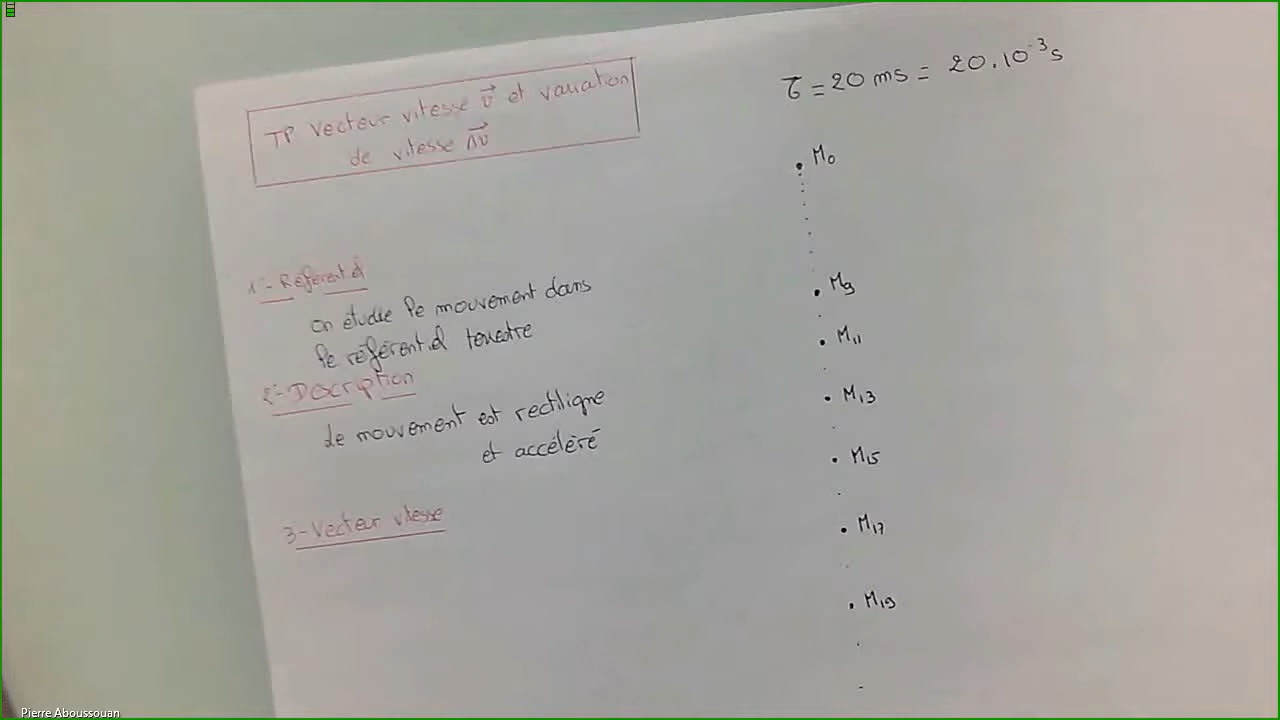 TP Vecteur vitesse v⃗ et variation
de vitesse Δv⃗
τ = 20 ms = 20.10⁻³ s
1°- Référentiel
on étudie le mouvement dans
le référentiel terrestre
2°- Description
Le mouvement est rectiligne
et accéléré
3-Vecteur vitesse
M₀
M₉
M₁₁
M₁₃
M₁₅
M₁₇
M₁₉
Pierre Aboussouan